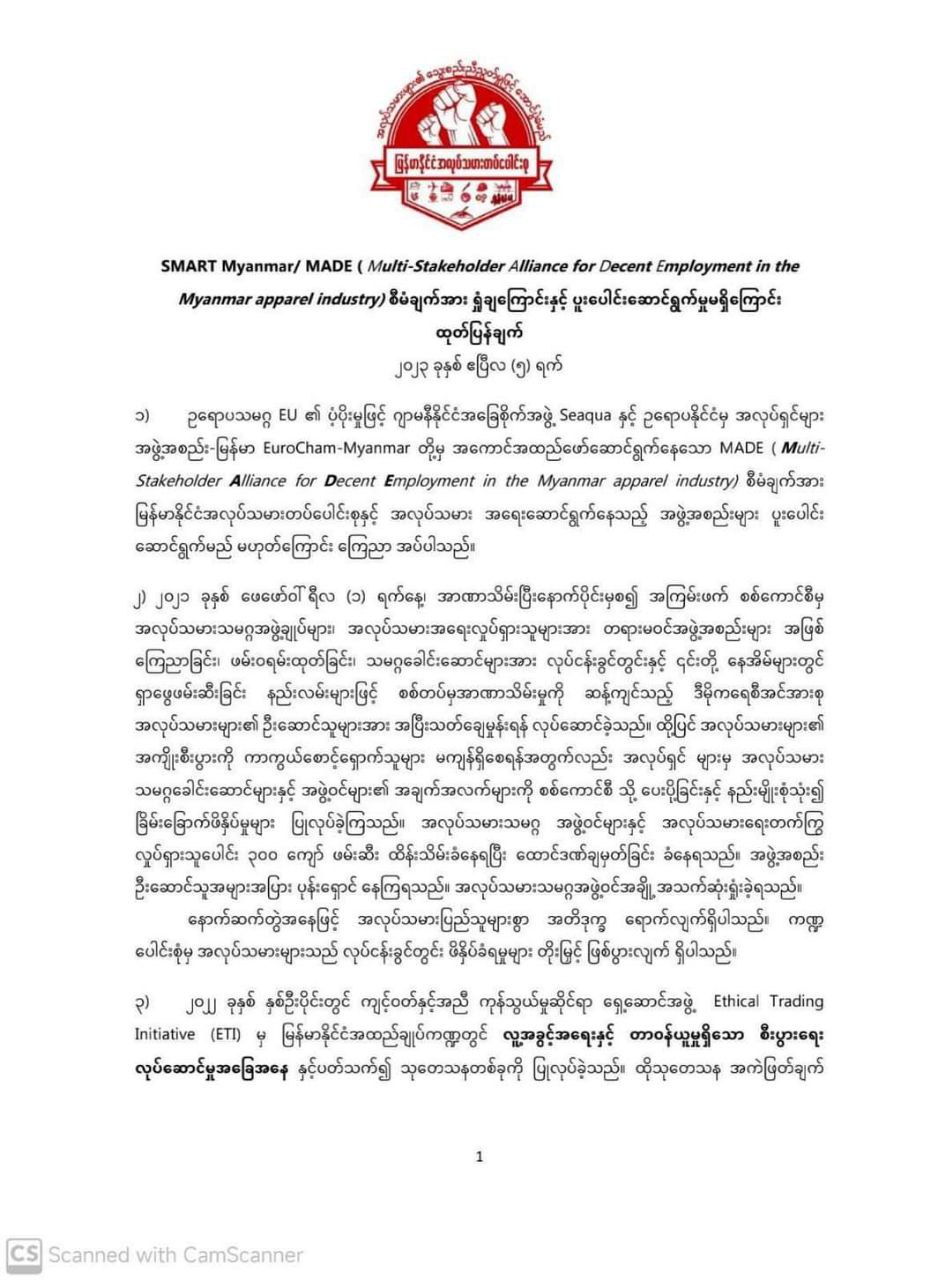 အလုပ်သမားများ၏ သွေးစည်းညီညွတ်မှုဖြင့် အောင်ပွဲခံမည်
မြန်မာနိုင်ငံအလုပ်သမားတပ်ပေါင်းစု
SMART Myanmar/ MADE ( Multi-Stakeholder Alliance for Decent Employment in the
Myanmar apparel industry) စီမံချက်အား ရှုံ့ချကြောင်းနှင့် ပူးပေါင်းဆောင်ရွက်မှုမရှိကြောင်း
ထုတ်ပြန်ချက်
၂၀၂၃ ခုနှစ် ဧပြီလ (၅) ရက်
၁) ဥရောပသမဂ္ဂ EU ၏ ပံ့ပိုးမှုဖြင့် ဂျာမနီနိုင်ငံအခြေစိုက်အဖွဲ့ Seaqua နှင့် ဥရောပနိုင်ငံမှ အလုပ်ရှင်များ
အဖွဲ့အစည်း-မြန်မာ EuroCham-Myanmar တို့မှ အကောင်အထည်ဖော်ဆောင်ရွက်နေသော MADE ( Multi-
Stakeholder Alliance for Decent Employment in the Myanmar apparel industry) စီမံချက်အား
မြန်မာနိုင်ငံအလုပ်သမားတပ်ပေါင်းစုနှင့် အလုပ်သမား အရေးဆောင်ရွက်နေသည့် အဖွဲ့အစည်းများ ပူးပေါင်း
ဆောင်ရွက်မည် မဟုတ်ကြောင်း ကြေညာ အပ်ပါသည်။
၂) ၂၀၂၁ ခုနှစ် ဖေဖော်ဝါရီလ (၁) ရက်နေ့၊ အာဏာသိမ်းပြီးနောက်ပိုင်းမှစ၍ အကြမ်းဖက် စစ်ကောင်စီမှ
အလုပ်သမားသမဂ္ဂအဖွဲ့ချုပ်များ၊ အလုပ်သမားအရေးလှုပ်ရှားသူများအား တရားမဝင်အဖွဲ့အစည်းများ အဖြစ်
ကြေညာခြင်း၊ ဖမ်းဝရမ်းထုတ်ခြင်း၊ သမဂ္ဂခေါင်းဆောင်များအား လုပ်ငန်းခွင်တွင်းနှင့် ၎င်းတို့ နေအိမ်များတွင်
ရှာဖွေဖမ်းဆီးခြင်း နည်းလမ်းများဖြင့် စစ်တပ်မှအာဏာသိမ်းမှုကို ဆန့်ကျင်သည့် ဒီမိုကရေစီအင်အားစု
အလုပ်သမားများ၏ ဦးဆောင်သူများအား အပြီးသတ်ချေမှုန်းရန် လုပ်ဆောင်ခဲ့သည်။ ထို့ပြင် အလုပ်သမားများ၏
အကျိုးစီးပွားကို ကာကွယ်စောင့်ရှောက်သူများ မကျန်ရှိစေရန်အတွက်လည်း အလုပ်ရှင် များမှ အလုပ်သမား
သမဂ္ဂခေါင်းဆောင်များနှင့် အဖွဲ့ဝင်များ၏ အချက်အလက်များကို စစ်ကောင်စီ သို့ ပေးပို့ခြင်းနှင့် နည်းမျိုးစုံသုံး၍
ခြိမ်းခြောက်ဖိနှိပ်မှုများ ပြုလုပ်ခဲ့ကြသည်။ အလုပ်သမားသမဂ္ဂ အဖွဲ့ဝင်များနှင့် အလုပ်သမားရေးတက်ကြွ
လှုပ်ရှားသူပေါင်း ၃၀၀ ကျော် ဖမ်းဆီး ထိန်းသိမ်းခံနေရပြီး ထောင်ဒဏ်ချမှတ်ခြင်း ခံနေရသည်။ အဖွဲ့အစည်း
ဦးဆောင်သူအများအပြား ပုန်းရှောင် နေကြရသည်။ အလုပ်သမားသမဂ္ဂအဖွဲ့ဝင်အချို့ အသက်ဆုံးရှုံးခဲ့ရသည်။
နောက်ဆက်တွဲအနေဖြင့် အလုပ်သမားပြည်သူများစွာ အတိဒုက္ခ ရောက်လျက်ရှိပါသည်။ ကဏ္ဍ
ပေါင်းစုံမှ အလုပ်သမားများသည် လုပ်ငန်းခွင်တွင်း ဖိနှိပ်ခံရမှုများ တိုးမြှင့် ဖြစ်ပွားလျက် ရှိပါသည်။
၃) ၂၀၂၂ ခုနှစ် နှစ်ဦးပိုင်းတွင် ကျင့်ဝတ်နှင့်အညီ ကုန်သွယ်မှုဆိုင်ရာ ရှေ့ဆောင်အဖွဲ့ Ethical Trading
Initiative (ETI) မှ မြန်မာနိုင်ငံအထည်ချုပ်ကဏ္ဍတွင် လူ့အခွင့်အရေးနှင့် တာဝန်ယူမှုရှိသော စီးပွားရေး
လုပ်ဆောင်မှုအခြေအနေ နှင့်ပတ်သက်၍ သုတေသနတစ်ခုကို ပြုလုပ်ခဲ့သည်။ ထိုသုတေသန အကဲဖြတ်ချက်
1
CS Scanned with CamScanner